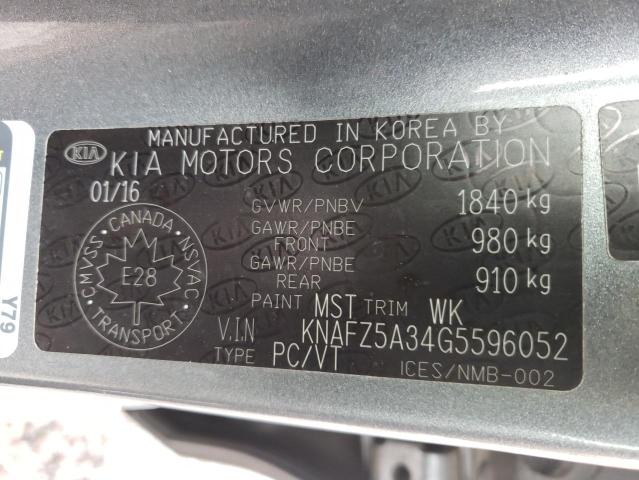 MANUFACTURED IN KOREA BY
KIA KIA MOTORS CORPORATION
01/16
GVWR/PNBV 1840 kg
GAWR/PNBE FRONT 980 kg
GAWR/PNBE REAR 910 kg
PAINT MST TRIM WK
V.I.N KNAFZ5A34G5596052
TYPE PC/VT
ICES/NMB-002
CANADA
CMVSS NSVAC
E28
TRANSPORT
Y79